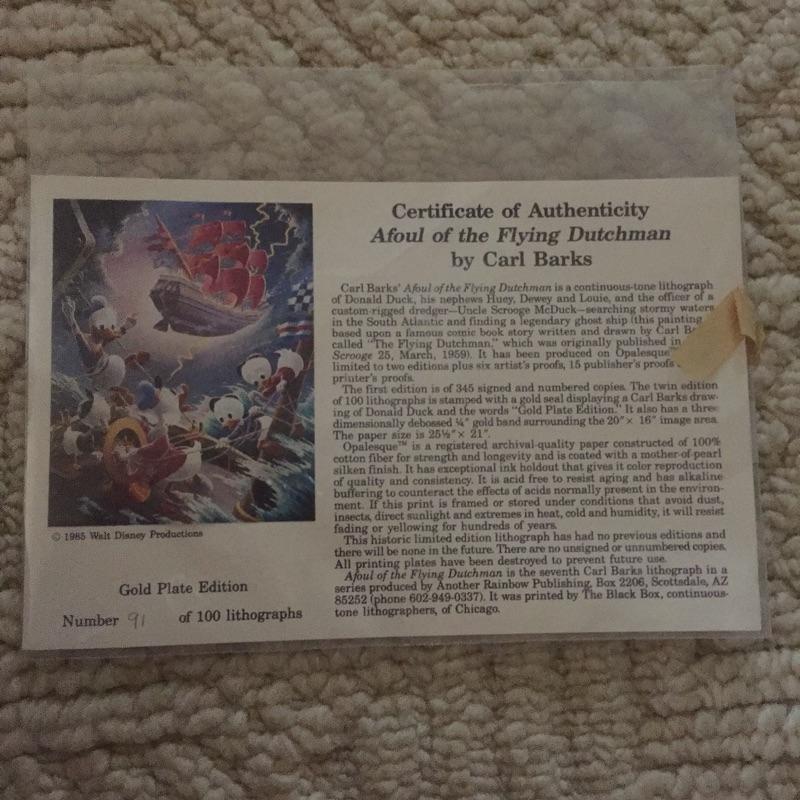 Certificate of Authenticity
Afoul of the Flying Dutchman
by Carl Barks
Carl Barks' Afoul of the Flying Dutchman is a continuous-tone lithograph
of Donald Duck, his nephews Huey, Dewey and Louie, and the officer of a
custom-rigged dredger—Uncle Scrooge McDuck—searching stormy waters
in the South Atlantic and finding a legendary ghost ship (this painting
based upon a famous comic book story written and drawn by Carl
called "The Flying Dutchman," which was originally published in
Scrooge 25, March, 1959). It has been produced on Opalesque
limited to two editions plus six artist's proofs, 15 publisher's proofs
printer's proofs.
The first edition is of 345 signed and numbered copies. The twin edition
of 100 lithographs is stamped with a gold seal displaying a Carl Barks draw-
ing of Donald Duck and the words "Gold Plate Edition." It also has a three
dimensionally debossed ¼" gold band surrounding the 20" × 16" image area.
The paper size is 25½" × 21".
Opalesque™ is a registered archival-quality paper constructed of 100%
cotton fiber for strength and longevity and is coated with a mother-of-pearl
silken finish. It has exceptional ink holdout that gives it color reproduction
of quality and consistency. It is acid free to resist aging and has alkaline
buffering to counteract the effects of acids normally present in the environ-
ment. If this print is framed or stored under conditions that avoid dust,
insects, direct sunlight and extremes in heat, cold and humidity, it will resist
fading or yellowing for hundreds of years.
This historic limited edition lithograph has had no previous editions and
there will be none in the future. There are no unsigned or unnumbered copies.
All printing plates have been destroyed to prevent future use.
Afoul of the Flying Dutchman is the seventh Carl Barks lithograph in a
series produced by Another Rainbow Publishing, Box 2206, Scottsdale, AZ
85252 (phone 602-949-0337). It was printed by The Black Box, continuous-
tone lithographers, of Chicago.
© 1985 Walt Disney Productions
Gold Plate Edition
Number 91 of 100 lithographs